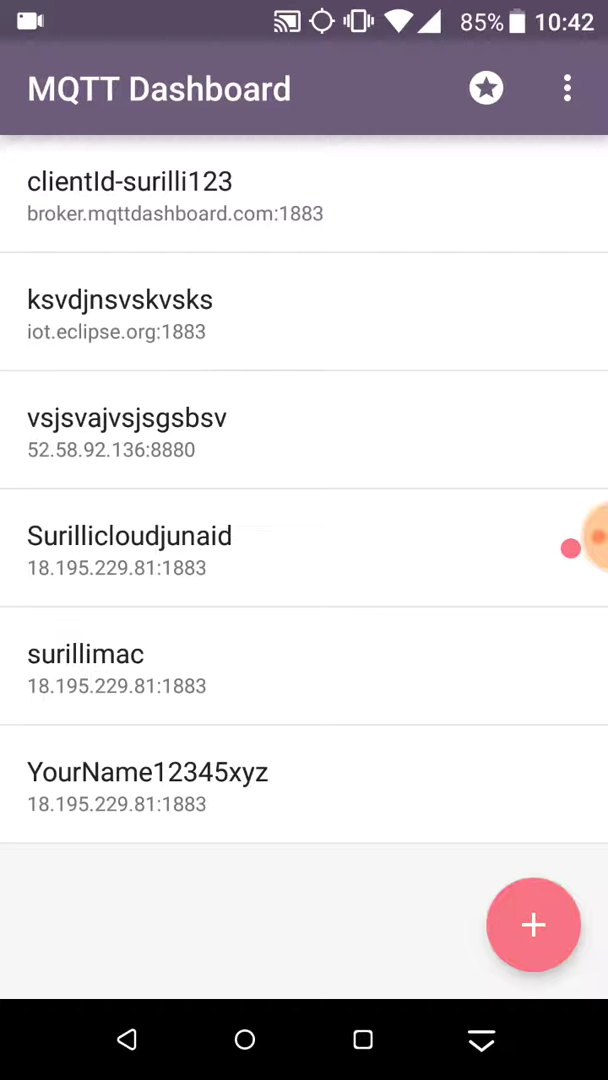 85% 10:42
MQTT Dashboard
clientId-surilli123
broker.mqttdashboard.com:1883
ksvdjnsvskvsks
iot.eclipse.org:1883
vsjsvajvsjsgsbsv
52.58.92.136:8880
Surillicloudjunaid
18.195.229.81:1883
surillimac
18.195.229.81:1883
YourName12345xyz
18.195.229.81:1883